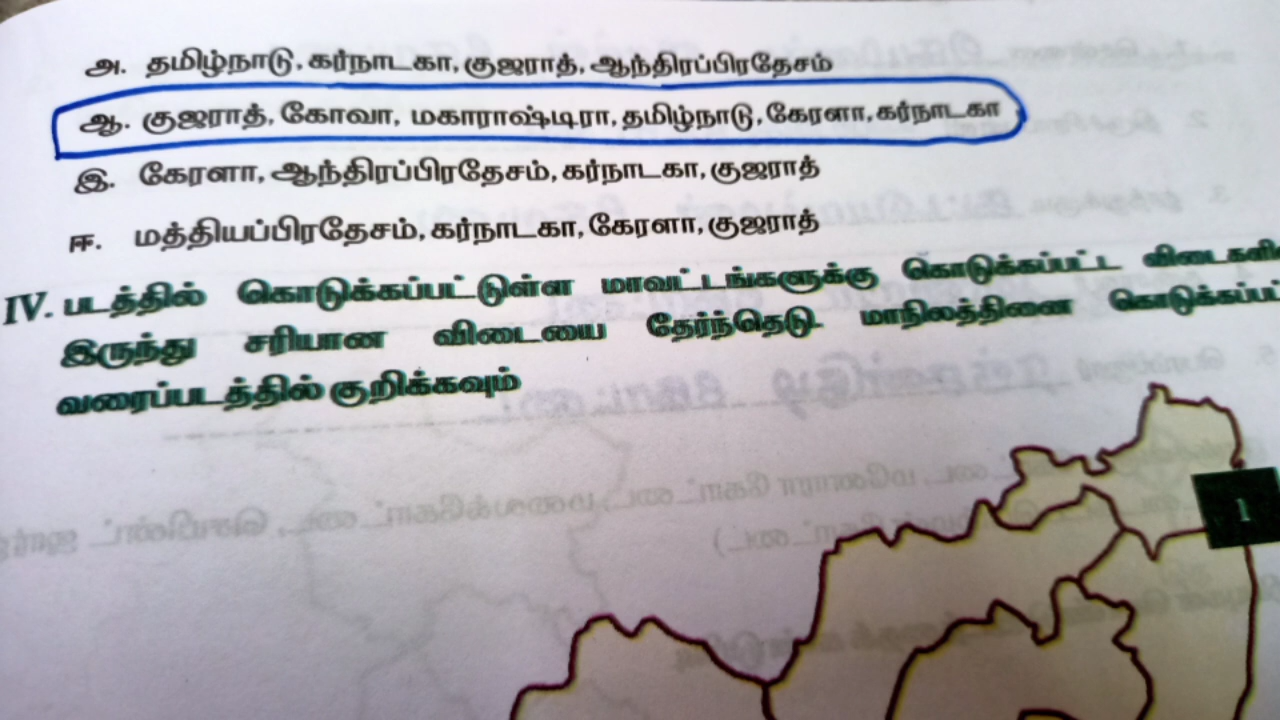 அ. தமிழ்நாடு, கர்நாடகா, குஜராத், ஆந்திரப்பிரதேசம்
ஆ. குஜராத், கோவா, மகாராஷ்டிரா, தமிழ்நாடு, கேரளா, கர்நாடகா
இ. கேரளா, ஆந்திரப்பிரதேசம், கர்நாடகா, குஜராத்
ஈ. மத்தியப்பிரதேசம், கர்நாடகா, கேரளா, குஜராத்
IV. படத்தில் கொடுக்கப்பட்டுள்ள மாவட்டங்களுக்கு கொடுக்கப்பட்ட
இருந்து சரியான விடையை தேர்ந்தெடு. மாநிலத்தினை
வரைப்படத்தில் குறிக்கவும்
1